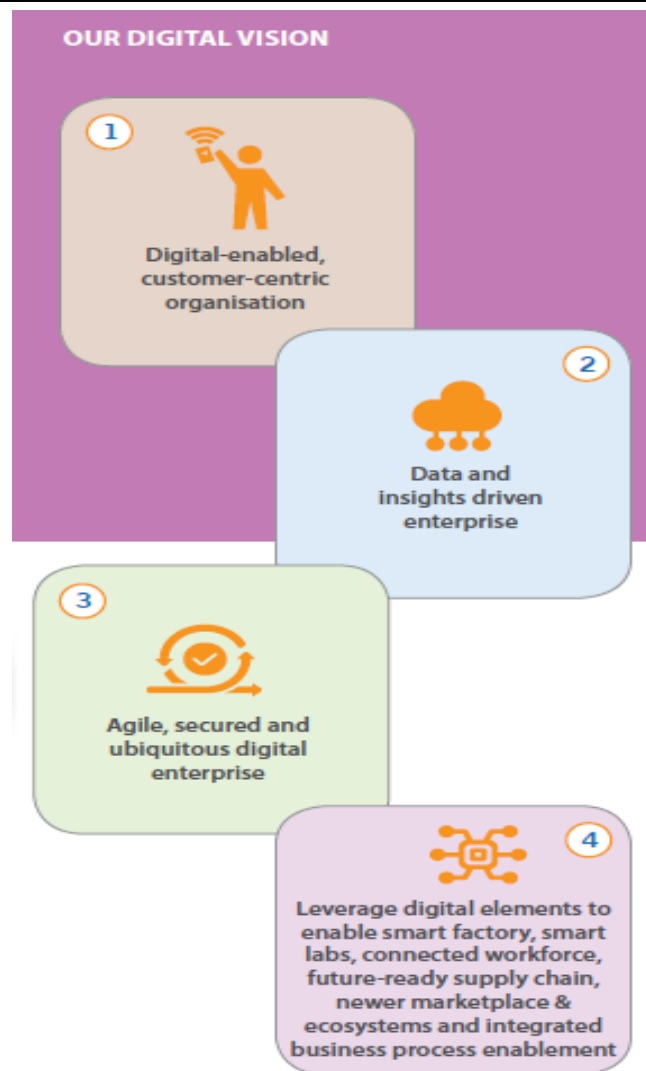 OUR DIGITAL VISION
1
Digital-enabled,
customer-centric
organisation
2
Data and
insights driven
enterprise
3
Agile, secured and
ubiquitous digital
enterprise
4
Leverage digital elements to
enable smart factory, smart
labs, connected workforce,
future-ready supply chain,
newer marketplace &
ecosystems and integrated
business process enablement